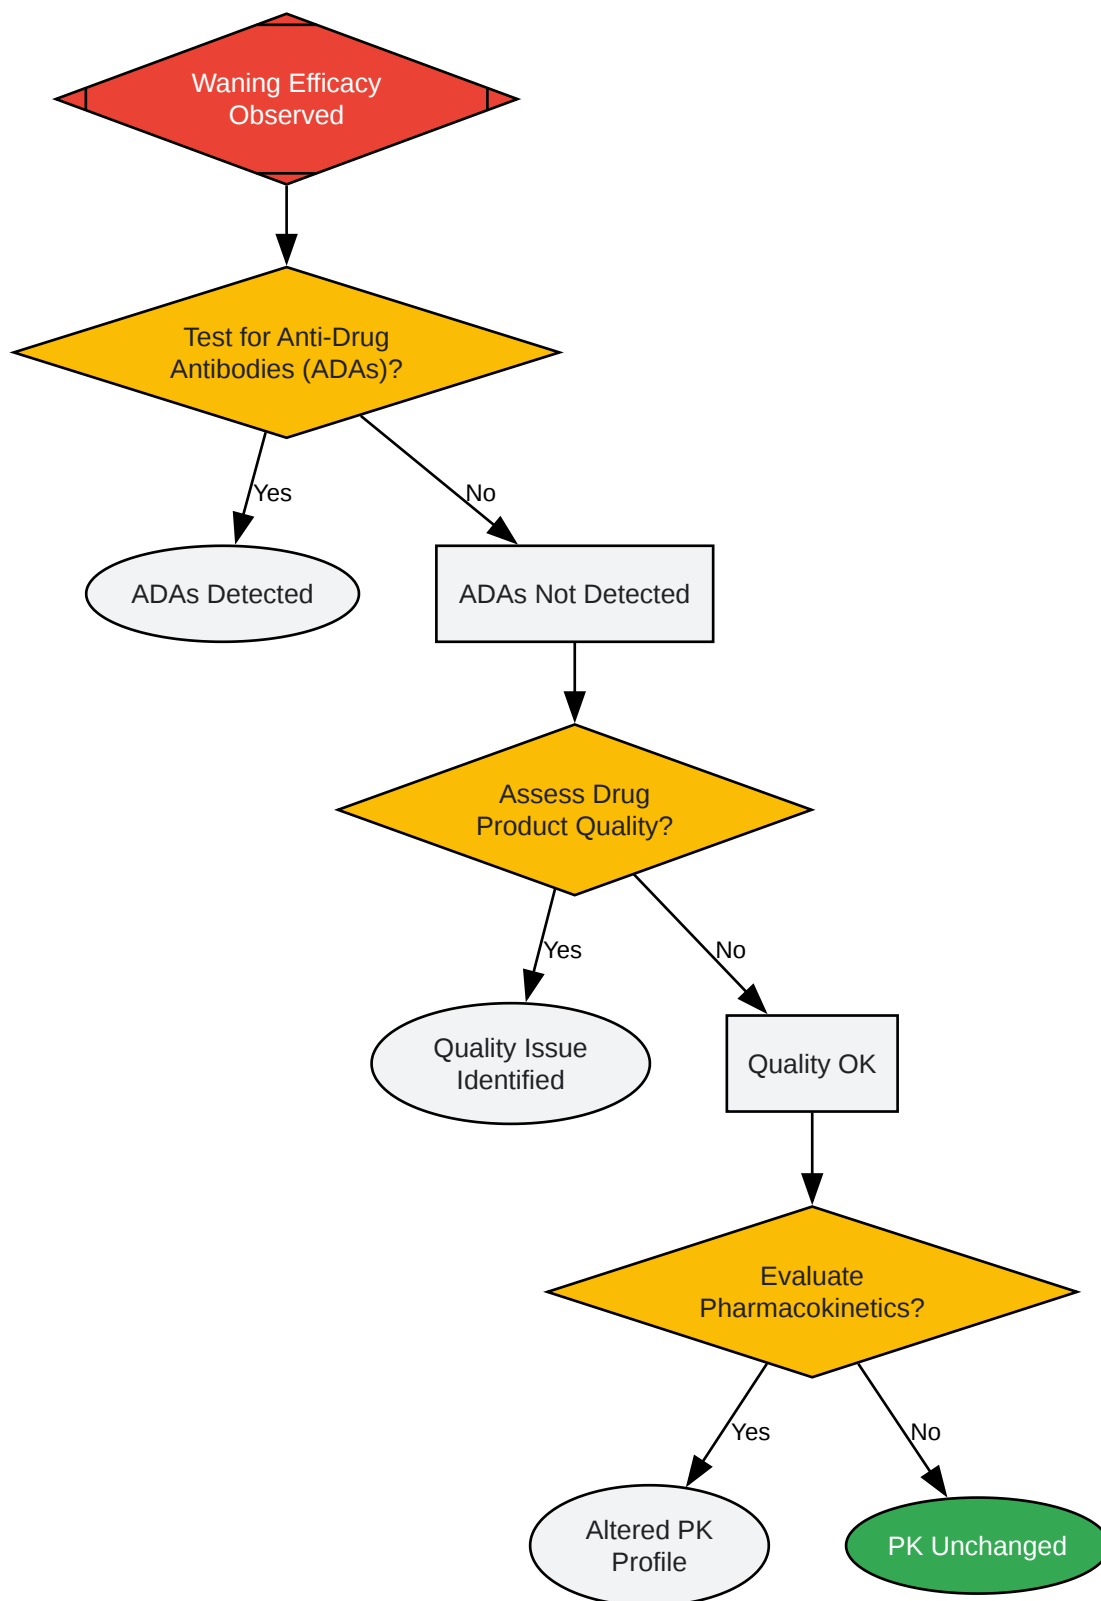 Waning Efficacy
Observed
Test for Anti-Drug
Antibodies (ADAs)?
Yes
No
ADAs Detected
ADAs Not Detected
Assess Drug
Product Quality?
Yes
No
Quality Issue
Identified
Quality OK
Evaluate
Pharmacokinetics?
Yes
No
Altered PK
Profile
PK Unchanged